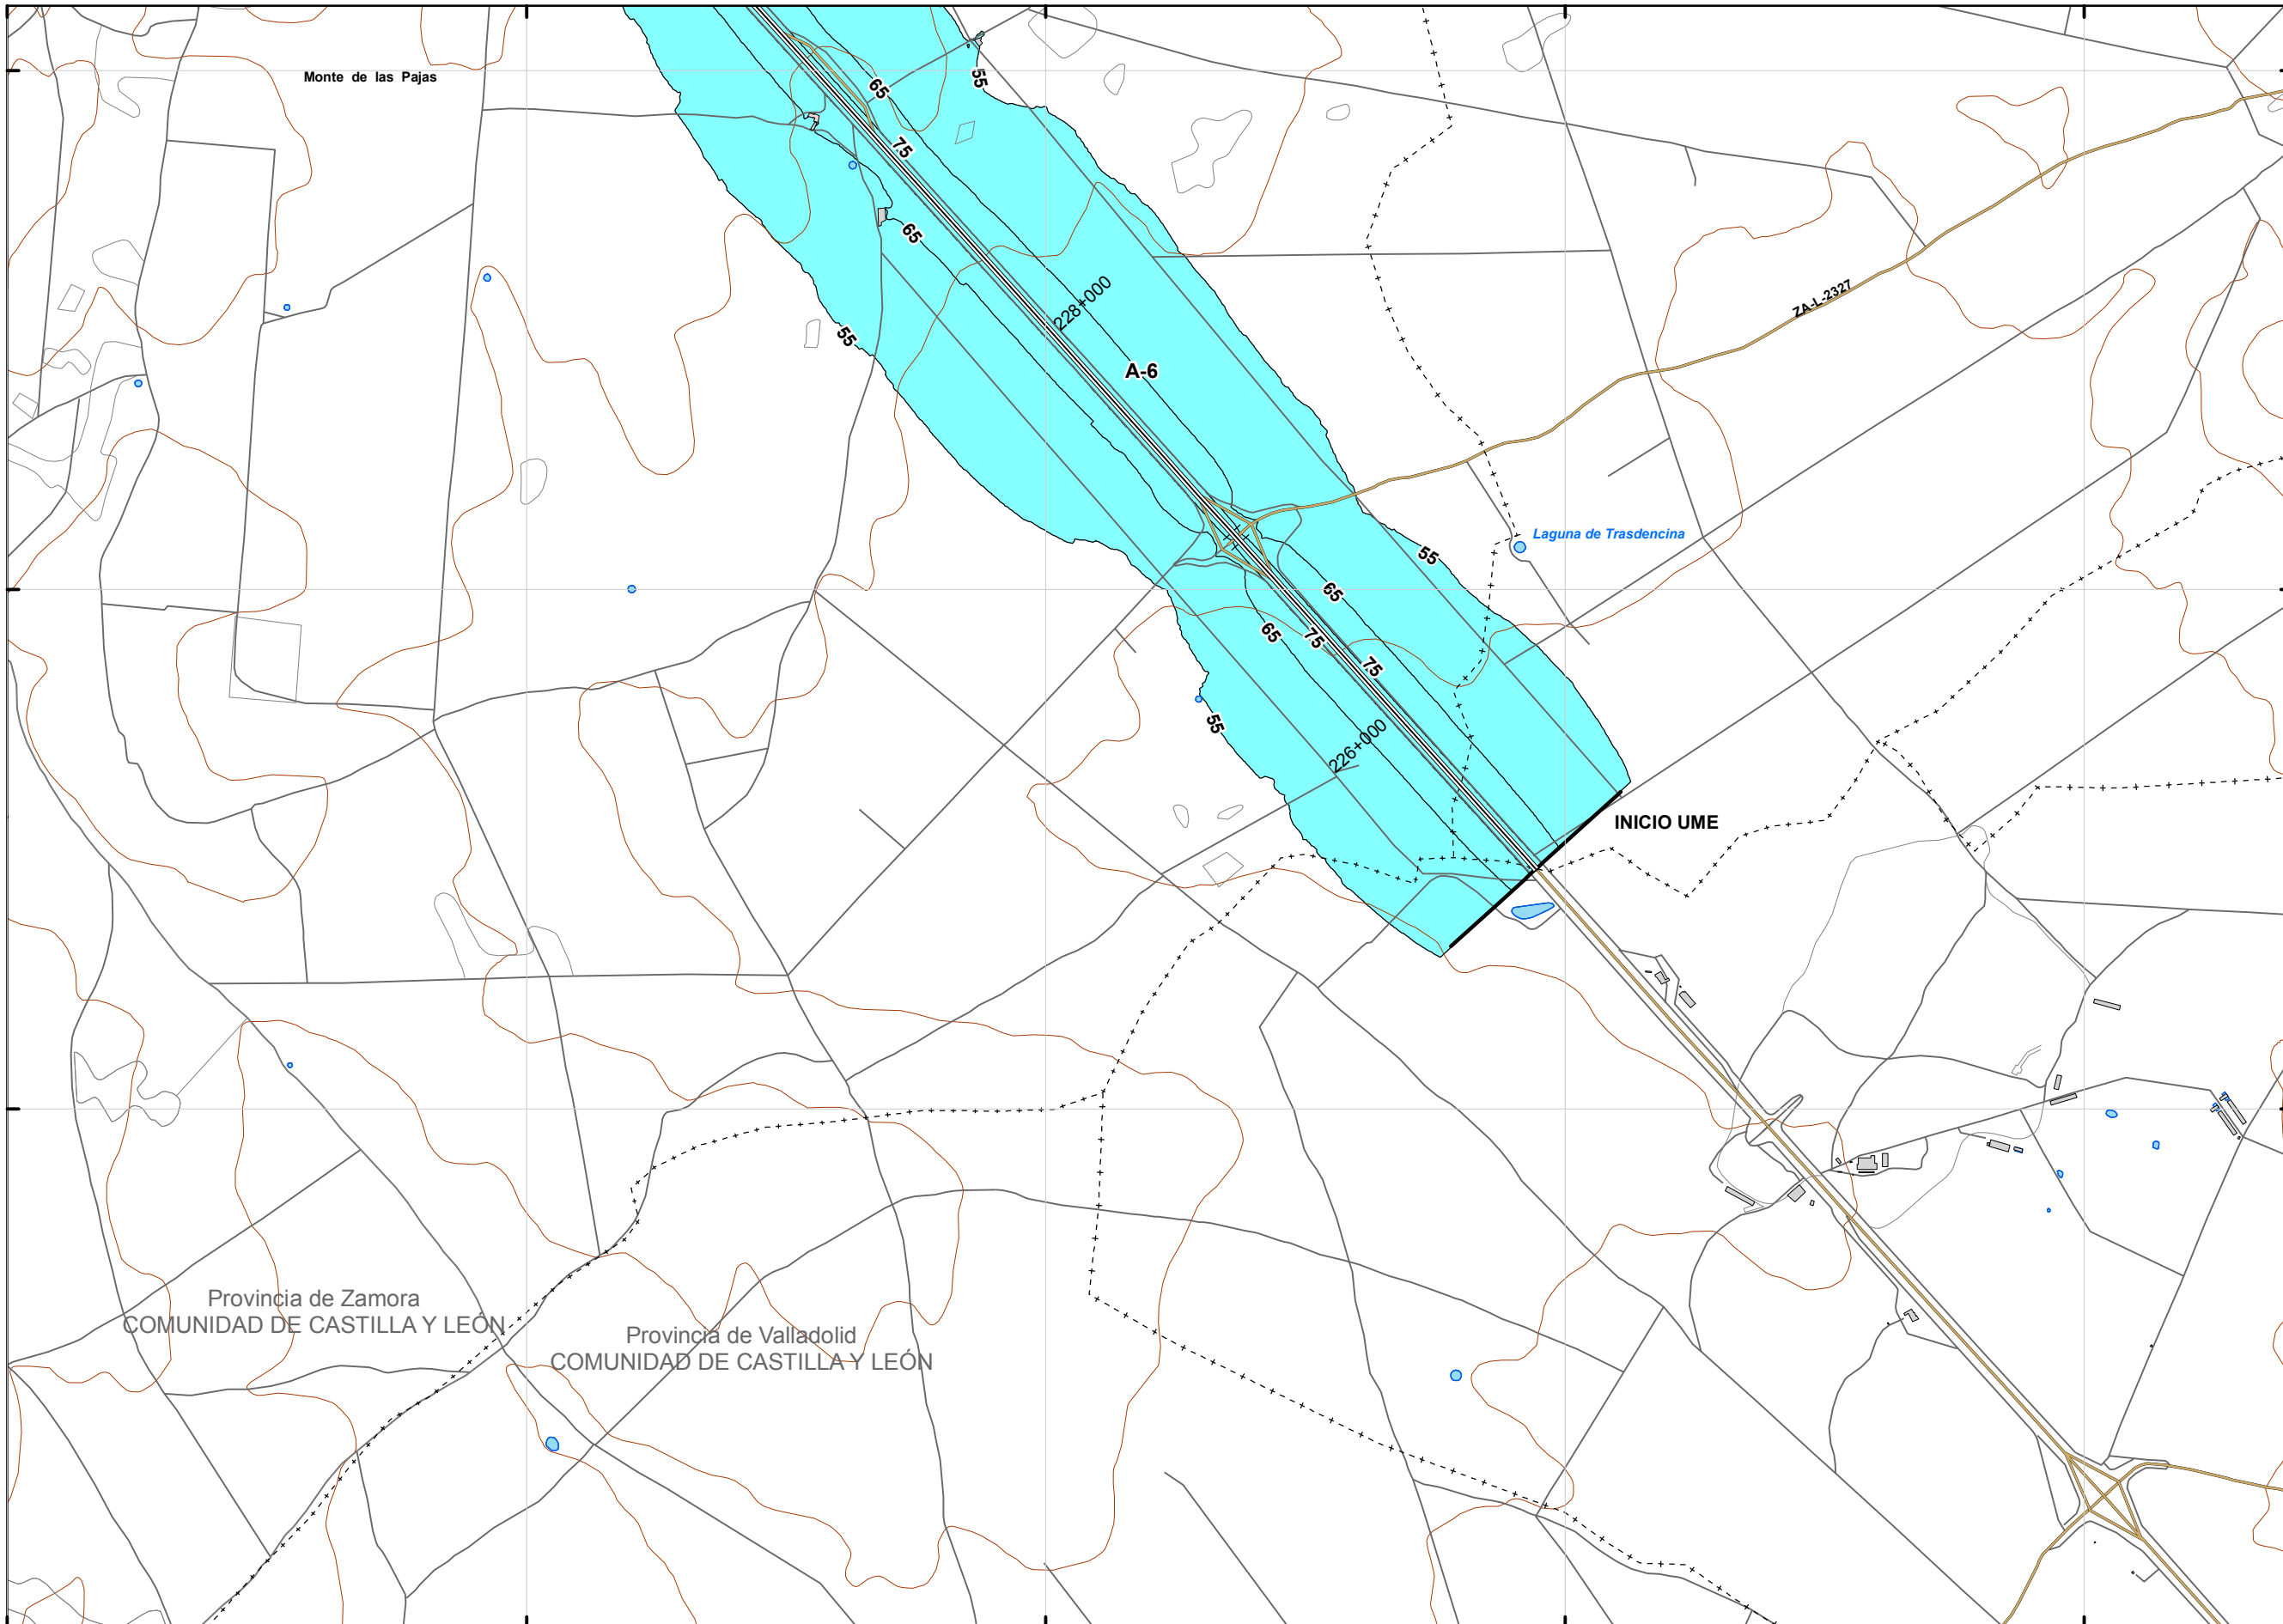 Monte de las Pajas
55
65
75
65
228+000
ZA-L-2327
55
A-6
Laguna de Trasdencina
55
65
65
75
75
55
226+000
INICIO UME
Provincia de Zamora
COMUNIDAD DE CASTILLA Y LEÓN
Provincia de Valladolid
COMUNIDAD DE CASTILLA Y LEÓN